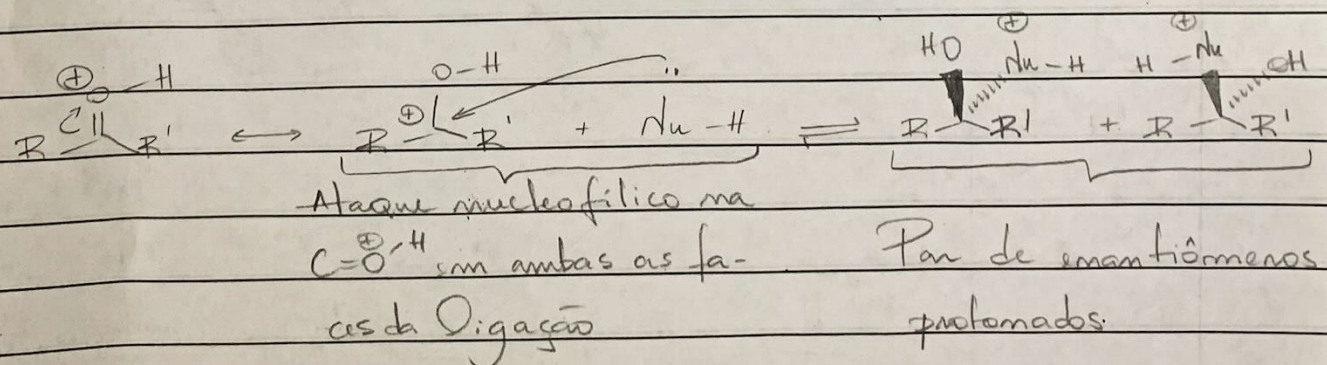 ⊕ O-H O-H .. HO ⊕ Nu-H H-Nu ⊕ OH
R R' ↔ R ⊕ R' + Nu-H ⇌ R R' + R R'
Ataque nucleofílico na
C=O⊕-H em ambas as fa- Par de enantiômeros
ces da ligação protonados.